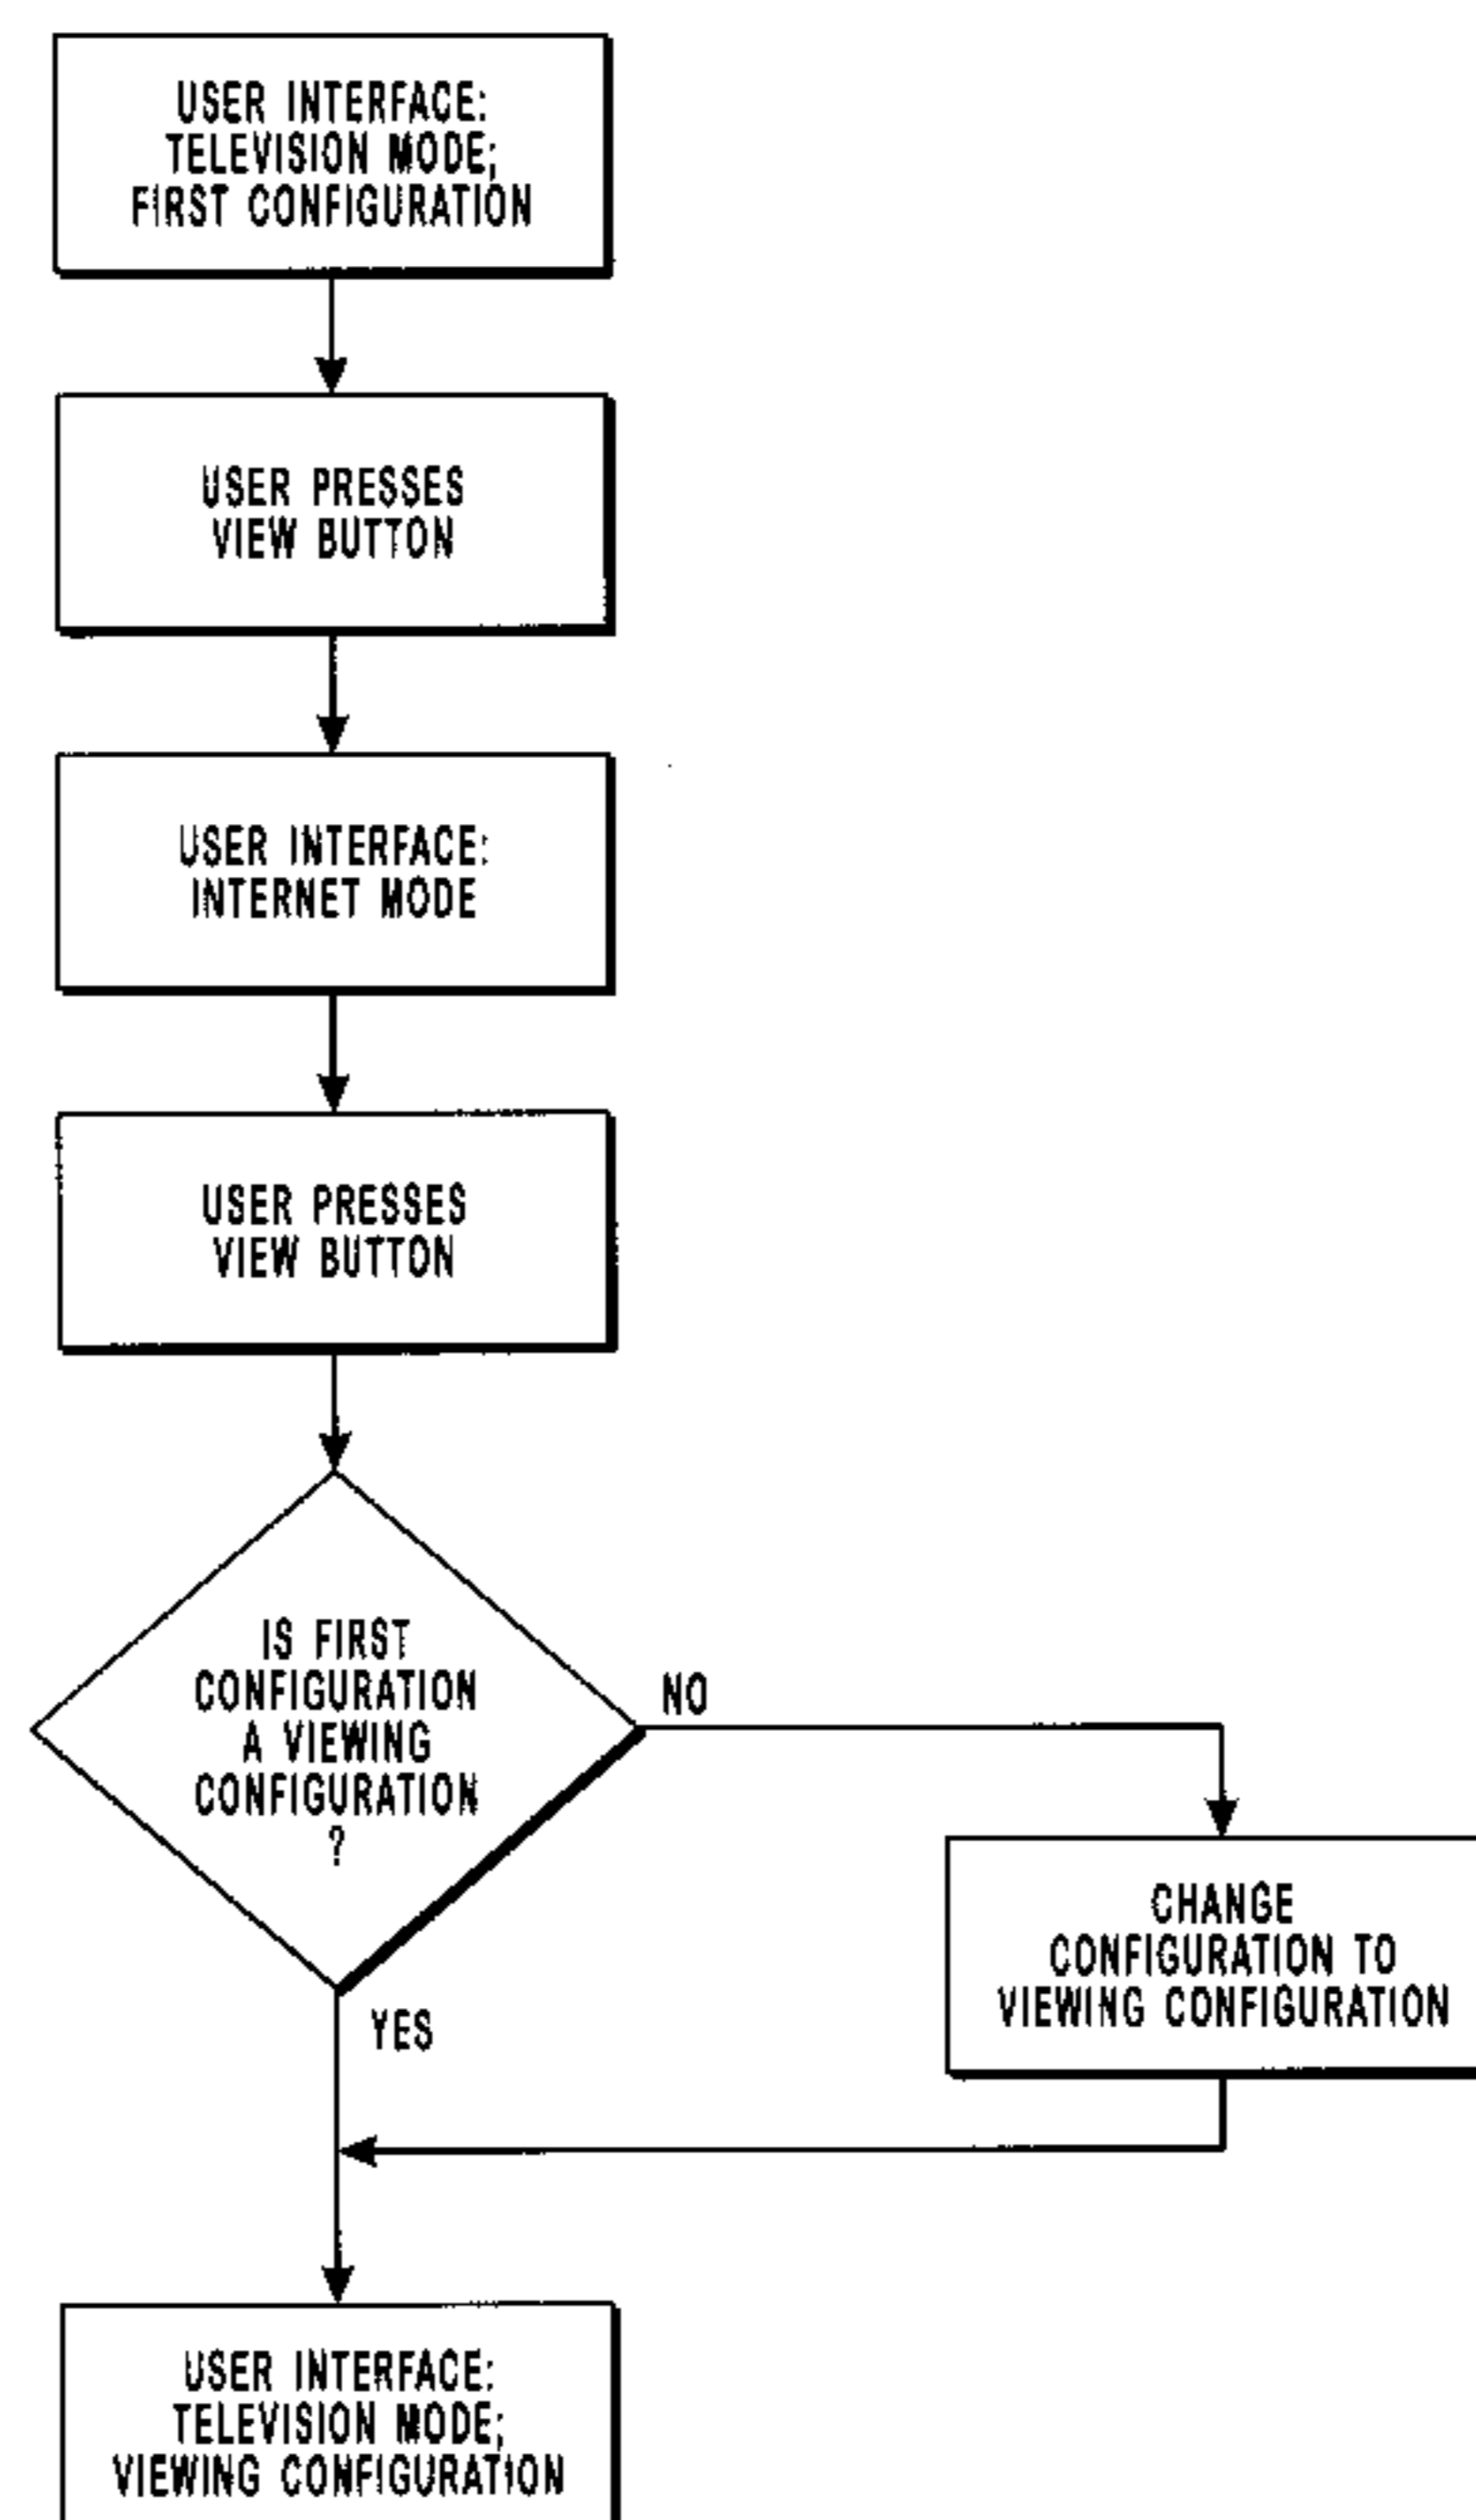 USER INTERFACE:
TELEVISION MODE;
FIRST CONFIGURATION
USER PRESSES
VIEW BUTTON
USER INTERFACE:
INTERNET MODE
USER PRESSES
VIEW BUTTON
IS FIRST
CONFIGURATION
A VIEWING
CONFIGURATION
?
NO
YES
CHANGE
CONFIGURATION TO
VIEWING CONFIGURATION
USER INTERFACE:
TELEVISION MODE;
VIEWING CONFIGURATION